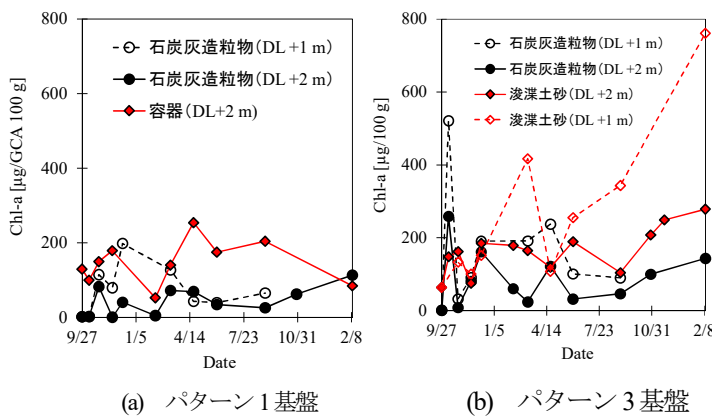 800
600
400
200
0
Chl-a [µg/GCA 100 g]
石炭灰造粒物(DL +1 m)
石炭灰造粒物(DL +2 m)
容器(DL+2 m)
9/27
1/5
4/14
7/23
10/31
2/8
Date
(a) パターン 1 基盤
800
600
400
200
0
Chl-a [µg/100 g]
石炭灰造粒物(DL +1 m)
石炭灰造粒物(DL +2 m)
浚渫土砂(DL +2 m)
浚渫土砂(DL +1 m)
9/27
1/5
4/14
7/23
10/31
2/8
Date
(b) パターン 3 基盤